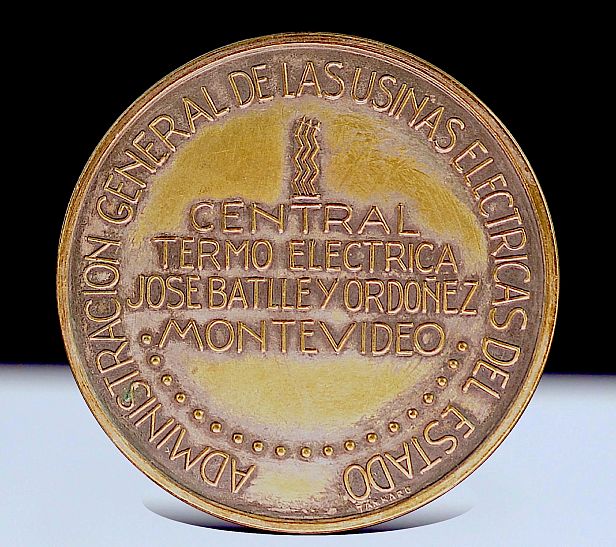 ADMINISTRACION GENERAL DE LAS USINAS ELECTRICAS DEL ESTADO
CENTRAL
TERMO ELECTRICA
JOSE BATLLE Y ORDOÑEZ
MONTEVIDEO